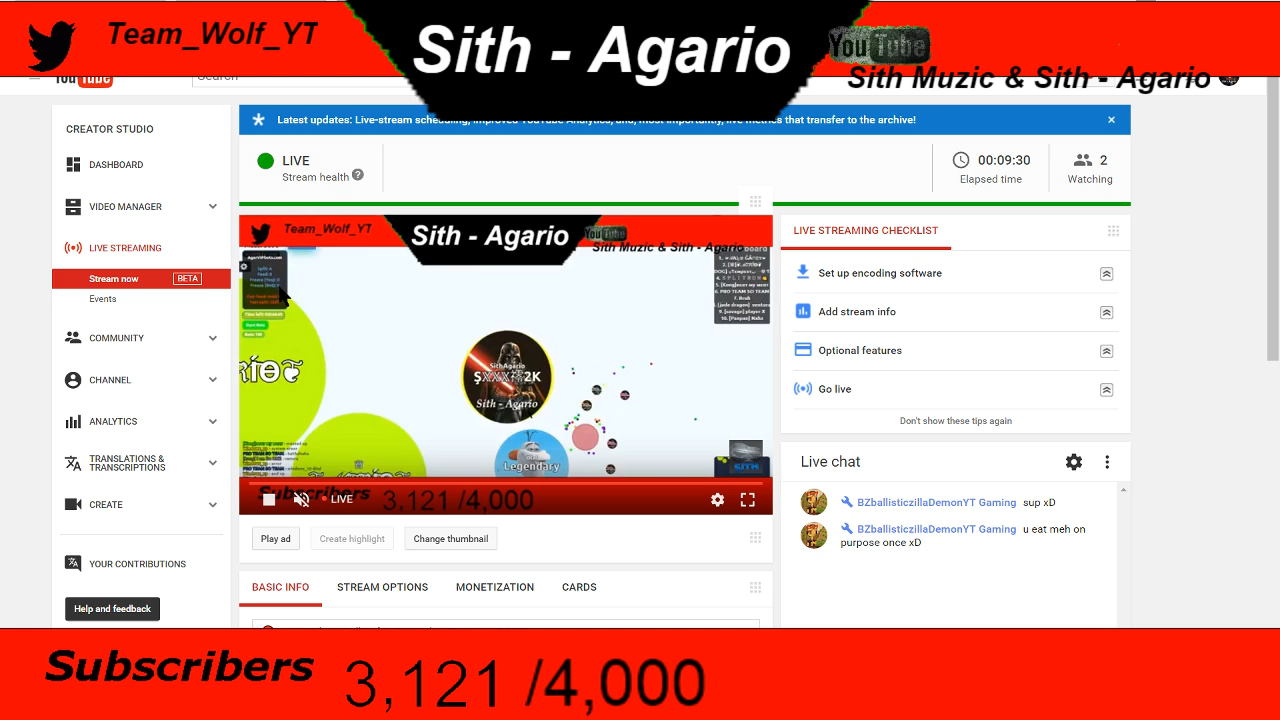 Team_Wolf_YT
Sith - Agario
YouTube
Sith Muzic & Sith - Agario
YouTube
Search
CREATOR STUDIO
DASHBOARD
VIDEO MANAGER
LIVE STREAMING
Stream now BETA
Events
COMMUNITY
CHANNEL
ANALYTICS
TRANSLATIONS &
TRANSCRIPTIONS
CREATE
YOUR CONTRIBUTIONS
Help and feedback
Latest updates: Live-stream scheduling, improved YouTube Analytics, and, most importantly, live metrics that transfer to the archive!
LIVE
Stream health
00:09:30
Elapsed time
2
Watching
Team_Wolf_YT
Sith - Agario
YouTube
Sith Muzic & Sith - Agario
SithAgario
2K
Sith - Agario
Legendary
SITH
Subscribers 3,121 /4,000
LIVE
Play ad
Create highlight
Change thumbnail
BASIC INFO
STREAM OPTIONS
MONETIZATION
CARDS
LIVE STREAMING CHECKLIST
Set up encoding software
Add stream info
Optional features
Go live
Don't show these tips again
Live chat
BZballisticzillaDemonYT Gaming sup xD
BZballisticzillaDemonYT Gaming u eat meh on
purpose once xD
Subscribers 3,121 /4,000